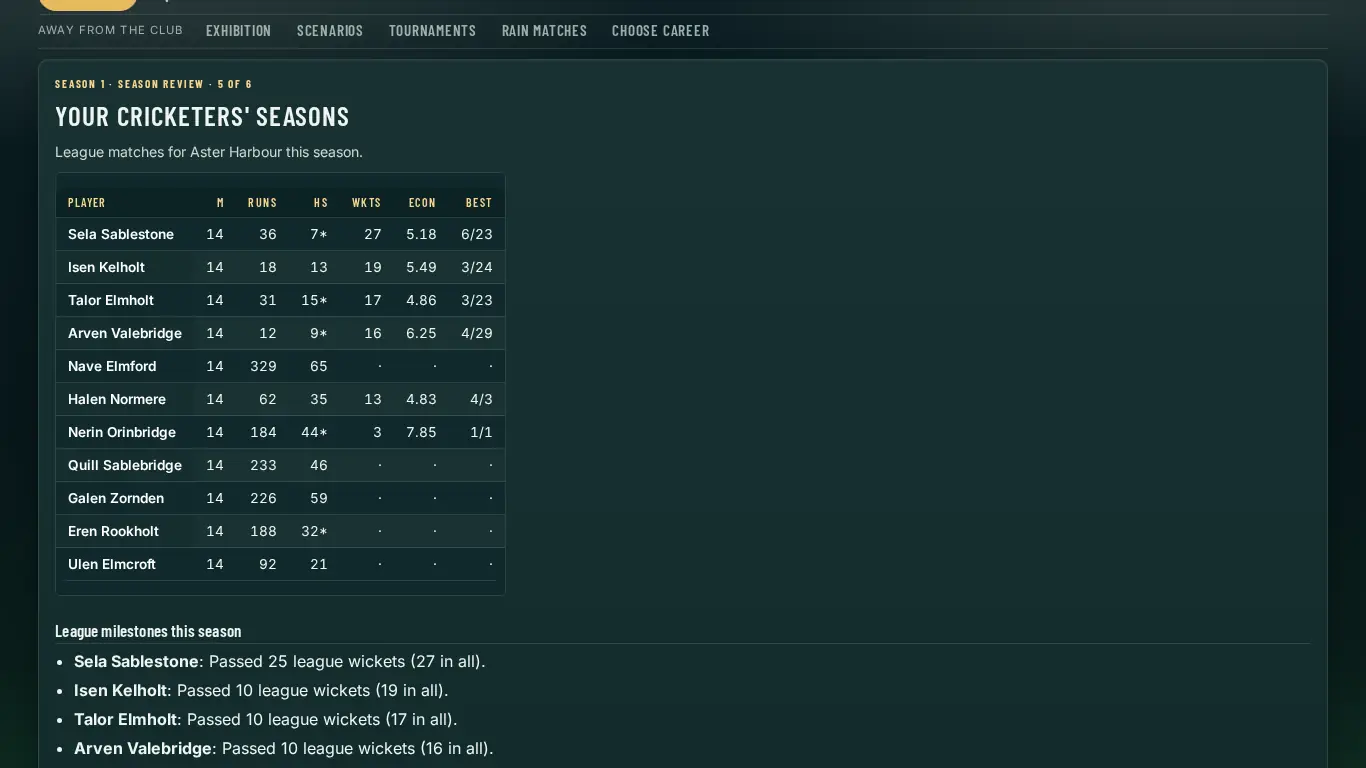 AWAY FROM THE CLUB EXHIBITION SCENARIOS TOURNAMENTS RAIN MATCHES CHOOSE CAREER
SEASON 1 · SEASON REVIEW · 5 OF 6
YOUR CRICKETERS' SEASONS
League matches for Aster Harbour this season.
PLAYER M RUNS HS WKTS ECON BEST
Sela Sablestone 14 36 7* 27 5.18 6/23
Isen Kelholt 14 18 13 19 5.49 3/24
Talor Elmholt 14 31 15* 17 4.86 3/23
Arven Valebridge 14 12 9* 16 6.25 4/29
Nave Elmford 14 329 65 · · ·
Halen Normere 14 62 35 13 4.83 4/3
Nerin Orinbridge 14 184 44* 3 7.85 1/1
Quill Sablebridge 14 233 46 · · ·
Galen Zornden 14 226 59 · · ·
Eren Rookholt 14 188 32* · · ·
Ulen Elmcroft 14 92 21 · · ·
League milestones this season
• Sela Sablestone: Passed 25 league wickets (27 in all).
• Isen Kelholt: Passed 10 league wickets (19 in all).
• Talor Elmholt: Passed 10 league wickets (17 in all).
• Arven Valebridge: Passed 10 league wickets (16 in all).